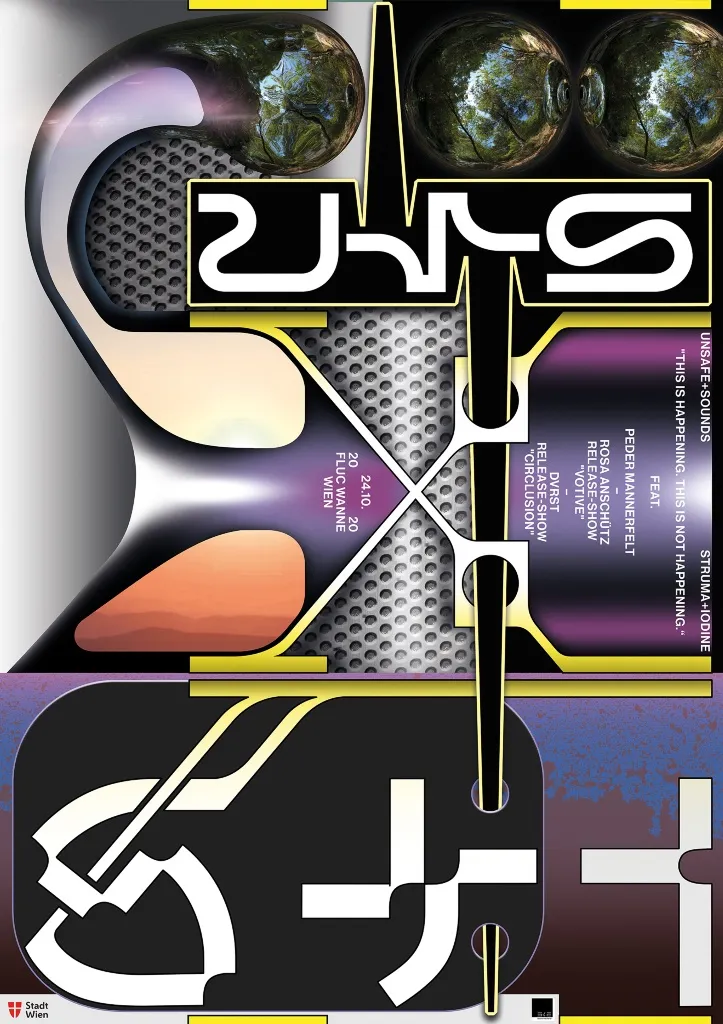 UNSAFE+SOUNDS STRUMA+IODINE
"THIS IS HAPPENING. THIS IS NOT HAPPENING."
FEAT.
PEDER MANNERFELT
–
ROSA ANSCHÜTZ
RELEASE-SHOW
"VOTIVE"
–
DVRST
RELEASE-SHOW
"CIRCLUSION"
24.10. 20
20 FLUC WANNE
WIEN
Stadt
Wien